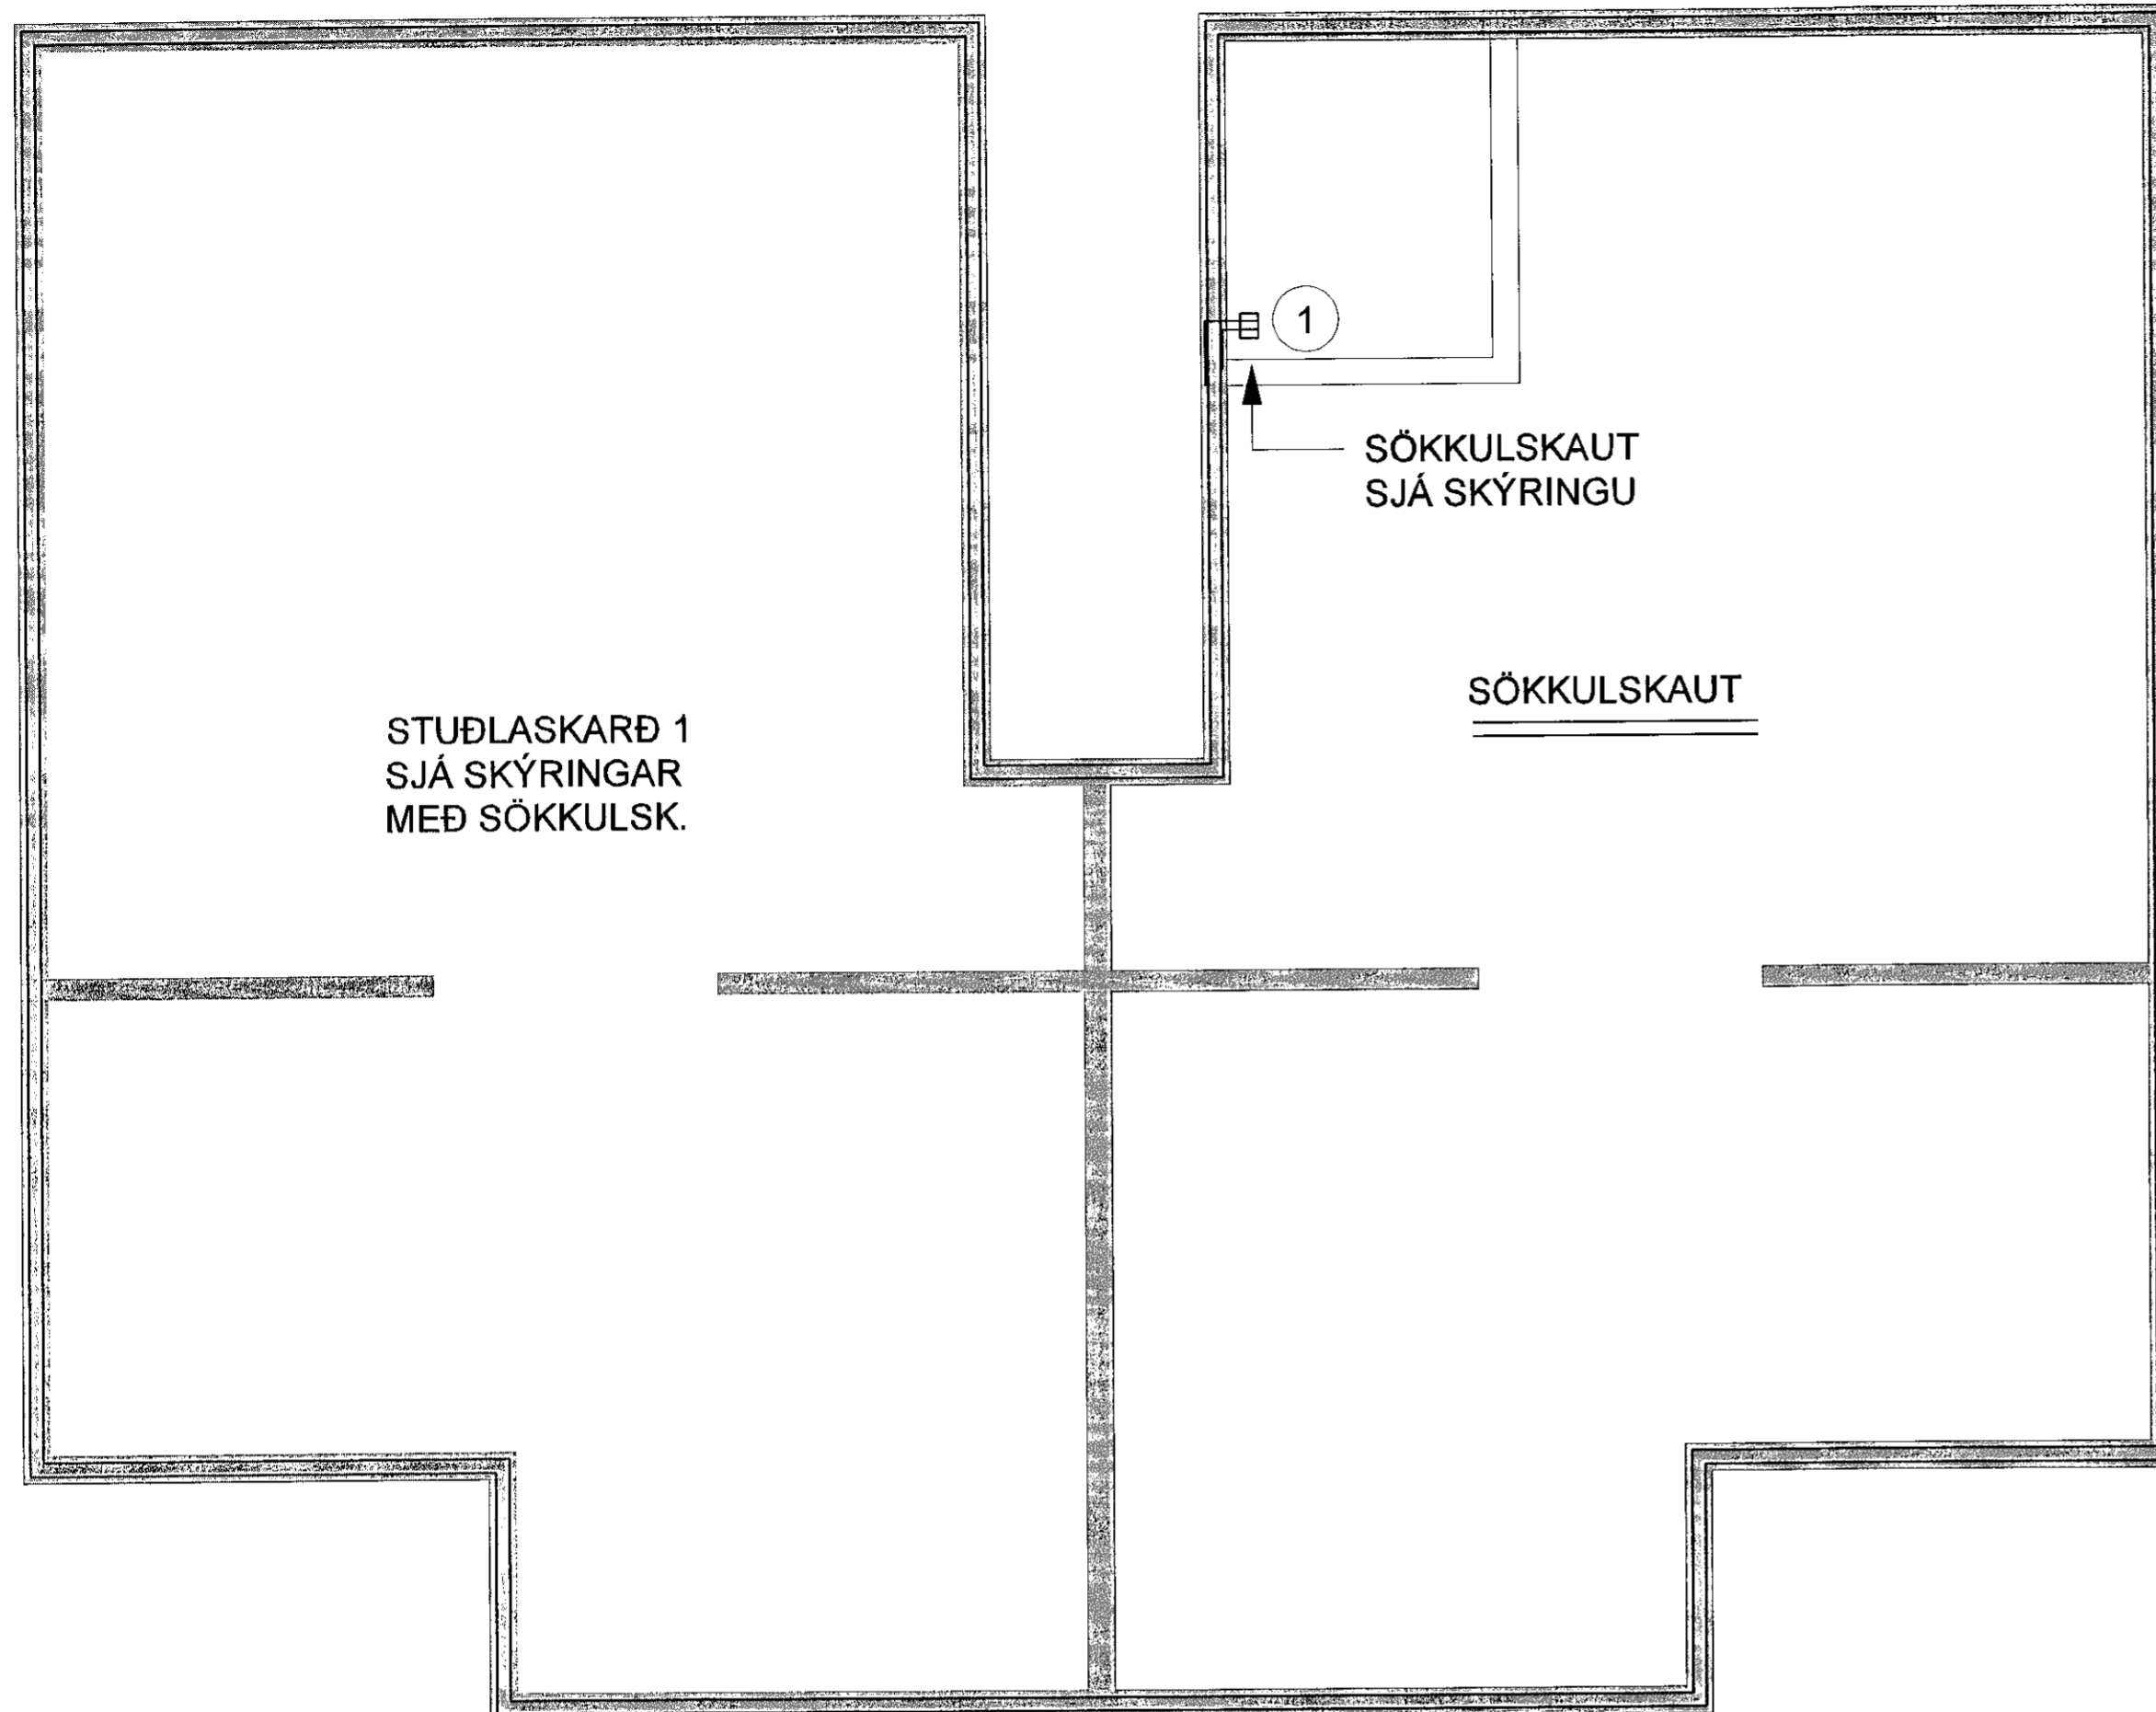 1
SÖKKULSKAUT
SJÁ SKÝRINGU
SÖKKULSKAUT
STUÐLASKARÐ 1
SJÁ SKÝRINGAR
MEÐ SÖKKULSK.